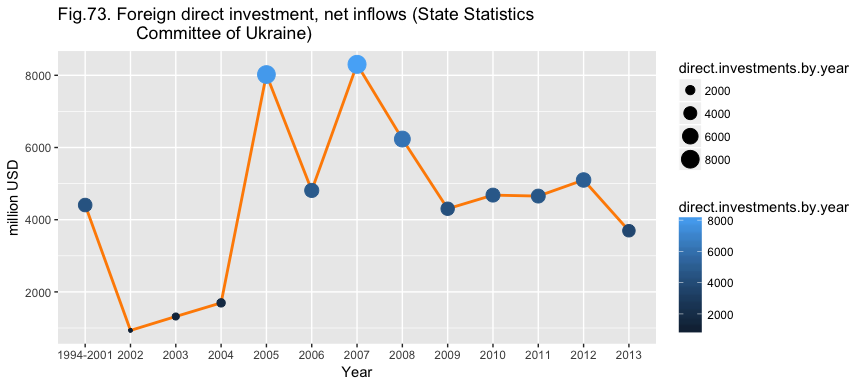 Fig.73. Foreign direct investment, net inflows (State Statistics
Committee of Ukraine)
million USD
8000
6000
4000
2000
1994-2001 2002 2003 2004 2005 2006 2007 2008 2009 2010 2011 2012 2013
Year
direct.investments.by.year
2000
4000
6000
8000
direct.investments.by.year
8000
6000
4000
2000